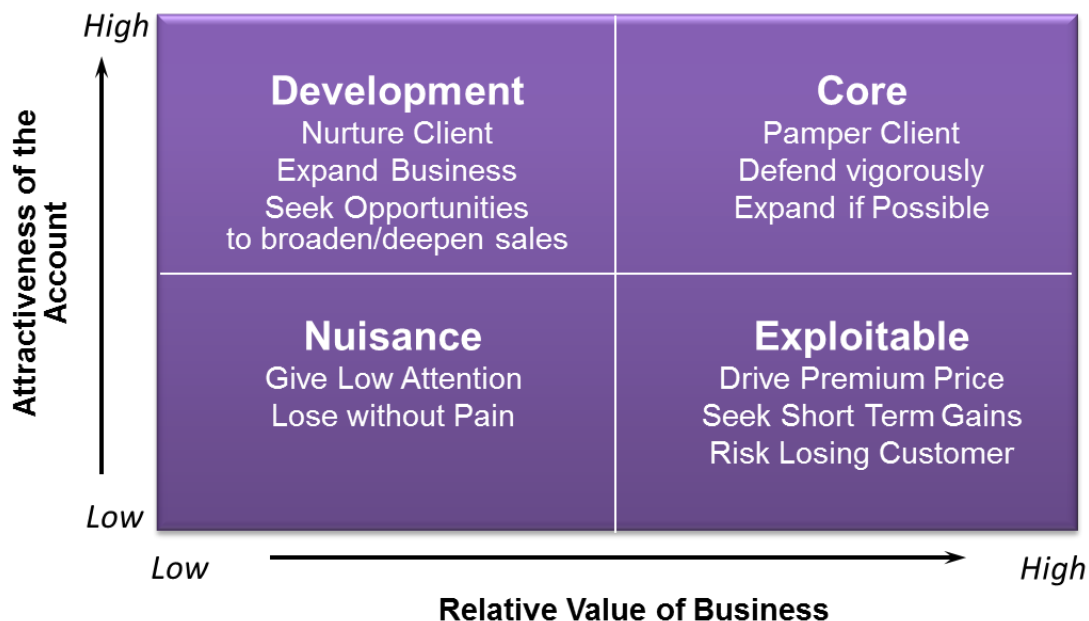 High
Attractiveness of the
Account
Low
Development
Nurture Client
Expand Business
Seek Opportunities
to broaden/deepen sales
Core
Pamper Client
Defend vigorously
Expand if Possible
Nuisance
Give Low Attention
Lose without Pain
Exploitable
Drive Premium Price
Seek Short Term Gains
Risk Losing Customer
Low
High
Relative Value of Business